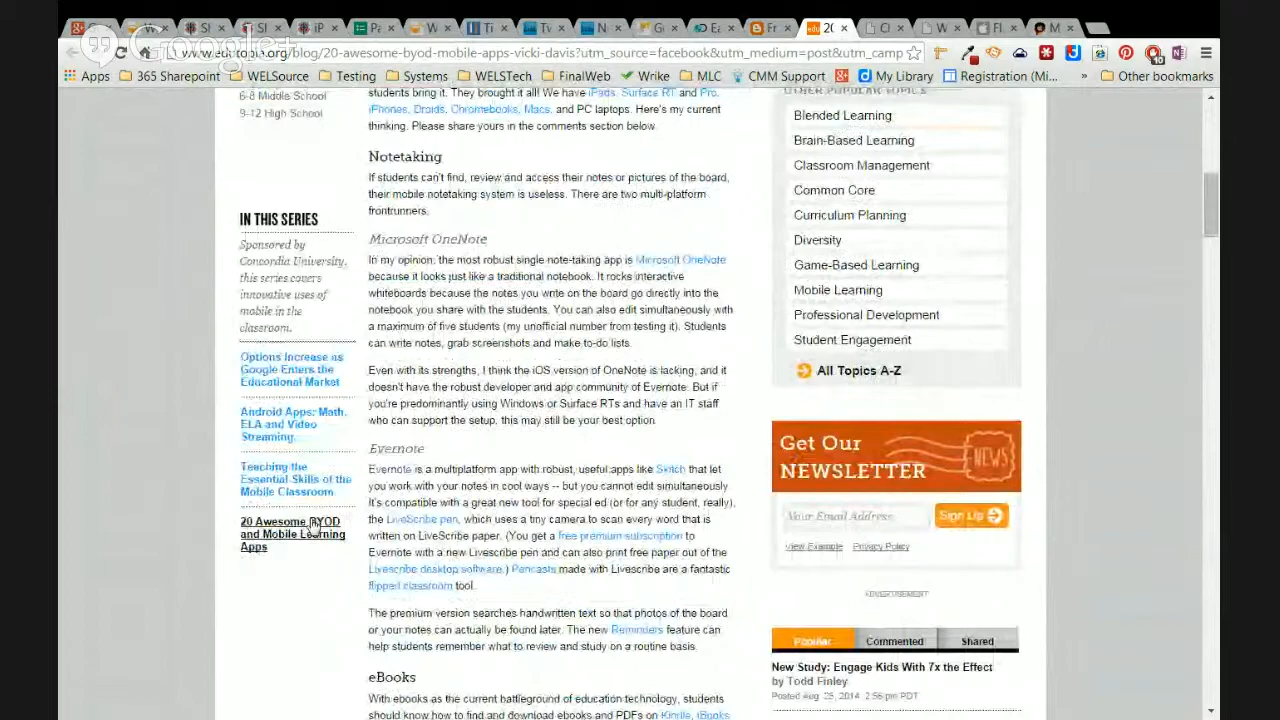 Google+
www.edutopia.org/blog/20-awesome-byod-mobile-apps-vicki-davis?utm_source=facebook&utm_medium=post&utm_camp
Apps 365 Sharepoint WELSource Testing Systems WELSTech FinalWeb Wrike MLC CMM Support My Library Registration (Mi... » Other bookmarks
6-8 Middle School
9-12 High School
IN THIS SERIES
Sponsored by
Concordia University,
this series covers
innovative uses of
mobile in the
classroom.
Options Increase as
Google Enters the
Educational Market
Android Apps: Math,
ELA and Video
Streaming
Teaching the
Essential Skills of the
Mobile Classroom
20 Awesome BYOD
and Mobile Learning
Apps
students bring it. They brought it all! We have iPads, Surface RT and Pro,
iPhones, Droids, Chromebooks, Macs, and PC laptops. Here's my current
thinking. Please share yours in the comments section below.
Notetaking
If students can't find, review and access their notes or pictures of the board,
their mobile notetaking system is useless. There are two multi-platform
frontrunners.
Microsoft OneNote
In my opinion, the most robust single note-taking app is Microsoft OneNote
because it looks just like a traditional notebook. It rocks interactive
whiteboards because the notes you write on the board go directly into the
notebook you share with the students. You can also edit simultaneously with
a maximum of five students (my unofficial number from testing it). Students
can write notes, grab screenshots and make to-do lists.
Even with its strengths, I think the iOS version of OneNote is lacking, and it
doesn't have the robust developer and app community of Evernote. But if
you're predominantly using Windows or Surface RTs and have an IT staff
who can support the setup, this may still be your best option.
Evernote
Evernote is a multiplatform app with robust, useful apps like Skitch that let
you work with your notes in cool ways -- but you cannot edit simultaneously.
It's compatible with a great new tool for special ed (or for any student, really),
the LiveScribe pen, which uses a tiny camera to scan every word that is
written on LiveScribe paper. (You get a free premium subscription to
Evernote with a new Livescribe pen and can also print free paper out of the
Livescribe desktop software.) Pencasts made with Livescribe are a fantastic
flipped classroom tool.
The premium version searches handwritten text so that photos of the board
or your notes can actually be found later. The new Reminders feature can
help students remember what to review and study on a routine basis.
eBooks
With ebooks as the current battleground of education technology, students
should know how to find and download ebooks and PDFs on Kindle, iBooks
OTHER POPULAR TOPICS
Blended Learning
Brain-Based Learning
Classroom Management
Common Core
Curriculum Planning
Diversity
Game-Based Learning
Mobile Learning
Professional Development
Student Engagement
All Topics A-Z
Get Our
NEWSLETTER
NEWS
Your Email Address Sign Up
View Example Privacy Policy
ADVERTISEMENT
Popular Commented Shared
New Study: Engage Kids With 7x the Effect
by Todd Finley
Posted Aug. 25, 2014, 2:56 pm PDT